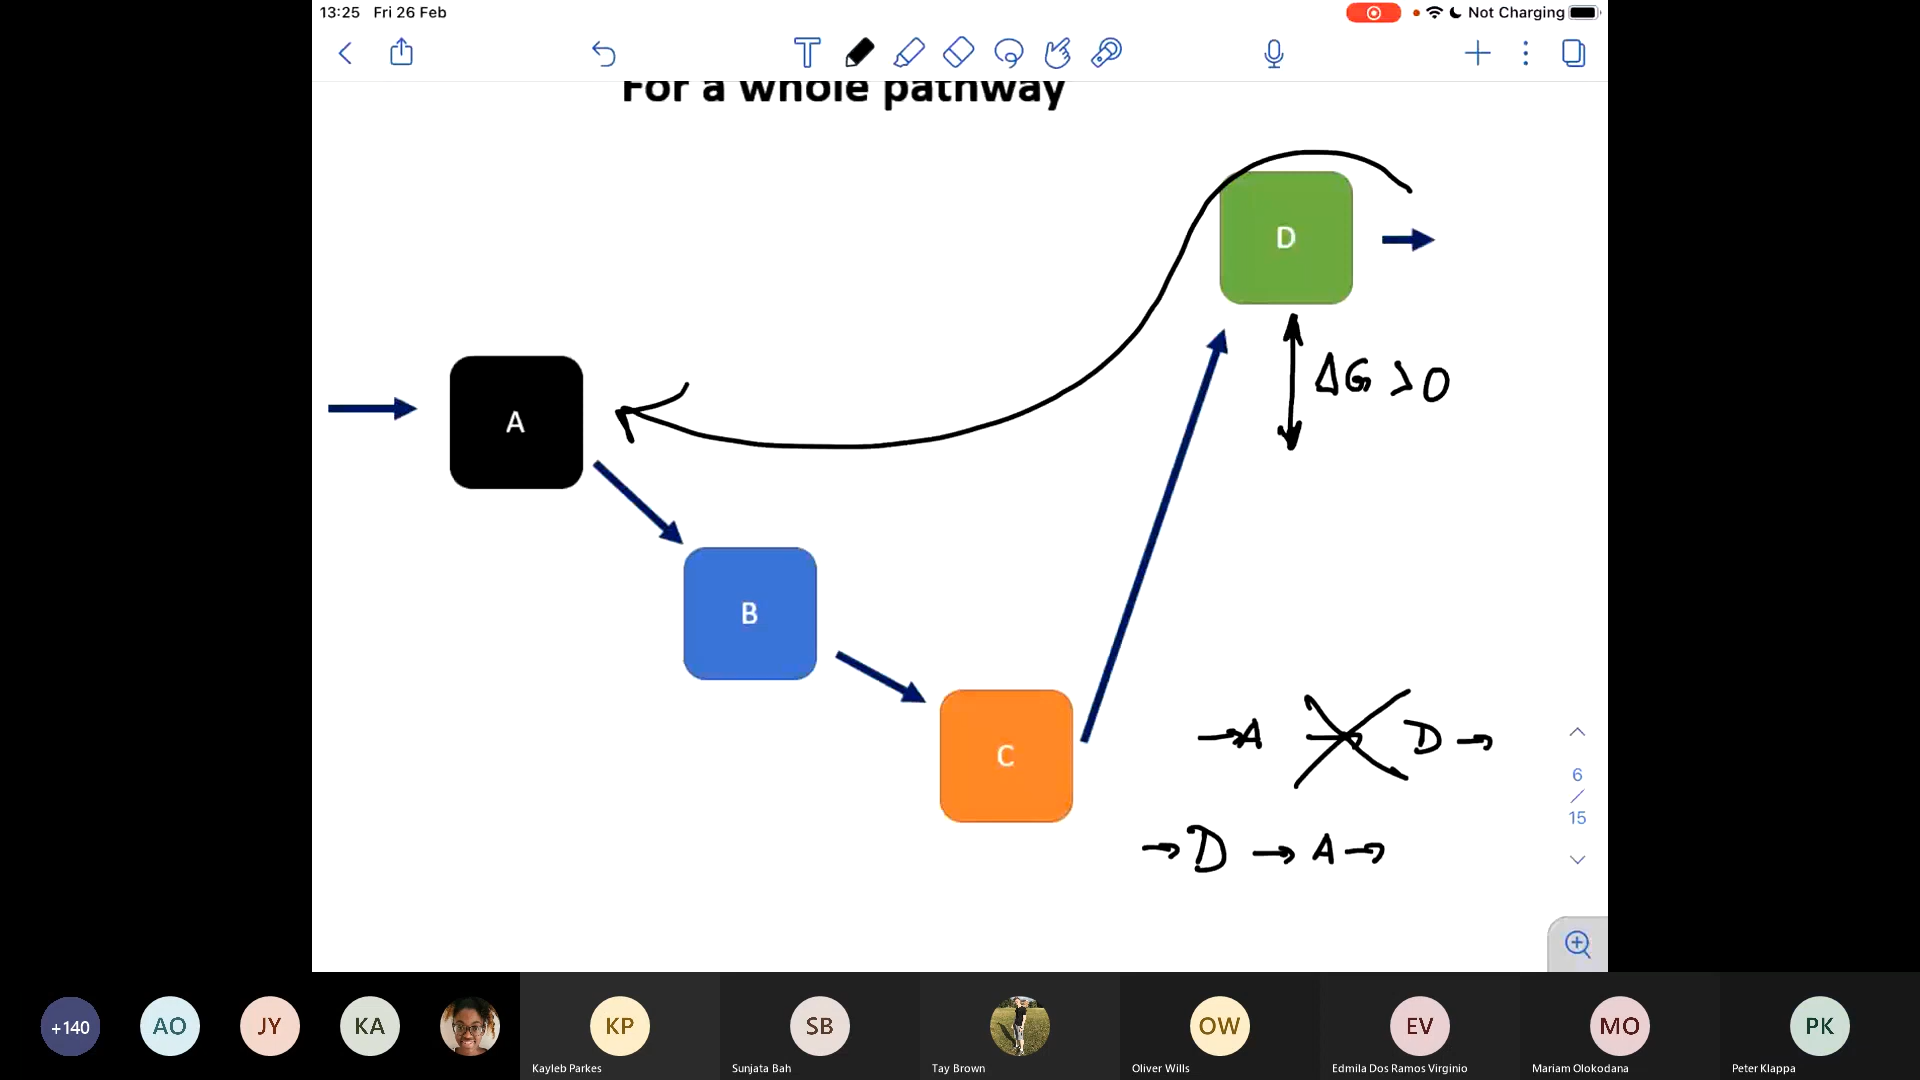 13:25 Fri 26 Feb
Not Charging
T
For a whole pathway
D
ΔG > 0
A
B
C
→A → D →
→D → A →
6
/
15
+140
AO
JY
KA
KP
SB
OW
EV
MO
PK
Kayleb Parkes
Sunjata Bah
Tay Brown
Oliver Wills
Edmila Dos Ramos Virginio
Mariam Olokodana
Peter Klappa